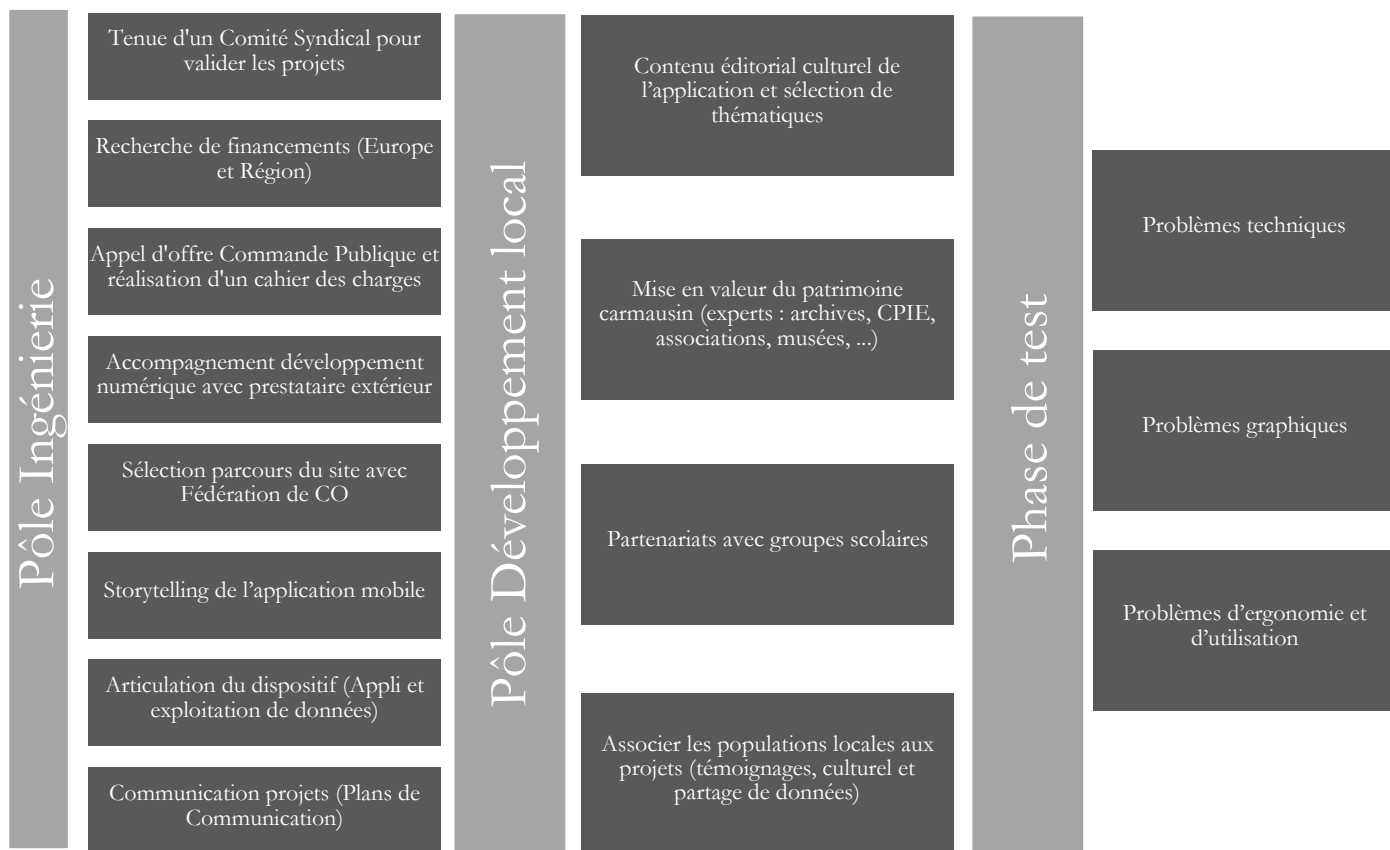 Pôle Ingénierie
Tenue d'un Comité Syndical pour
valider les projets
Recherche de financements (Europe
et Région)
Appel d'offre Commande Publique et
réalisation d'un cahier des charges
Accompagnement développement
numérique avec prestataire extérieur
Sélection parcours du site avec
Fédération de CO
Storytelling de l’application mobile
Articulation du dispositif (Appli et
exploitation de données)
Communication projets (Plans de
Communication)
Pôle Développement local
Contenu éditorial culturel de
l’application et sélection de
thématiques
Mise en valeur du patrimoine
carmausin (experts : archives, CPIE,
associations, musées, ...)
Partenariats avec groupes scolaires
Associer les populations locales aux
projets (témoignages, culturel et
partage de données)
Phase de test
Problèmes techniques
Problèmes graphiques
Problèmes d’ergonomie et
d’utilisation